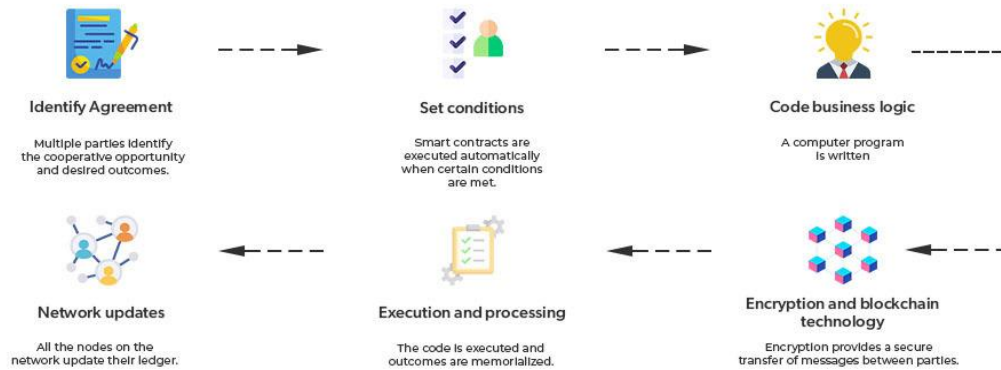 Identify Agreement
Multiple parties identify
the cooperative opportunity
and desired outcomes.
Set conditions
Smart contracts are
executed automatically
when certain conditions
are met.
Code business logic
A computer program
is written
Network updates
All the nodes on the
network update their ledger.
Execution and processing
The code is executed and
outcomes are memorialized.
Encryption and blockchain
technology
Encryption provides a secure
transfer of messages between parties.